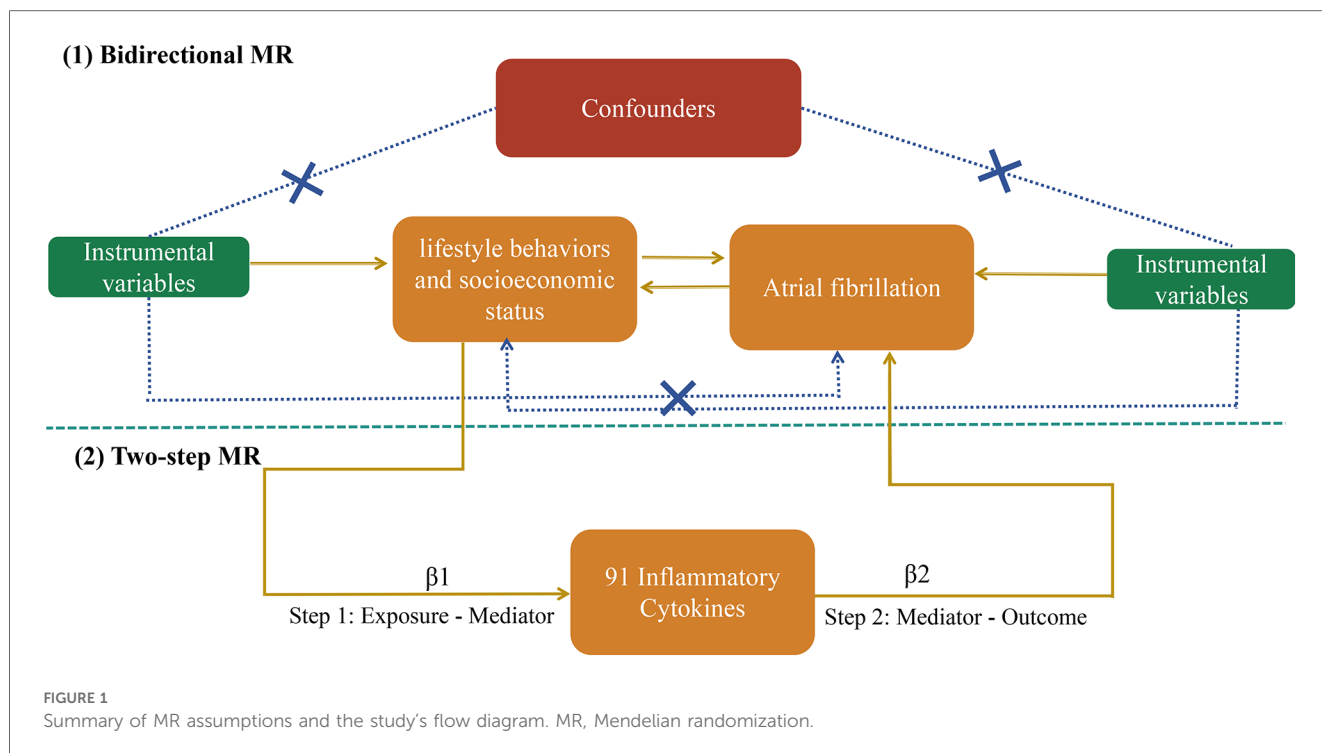 (1) Bidirectional MR
Confounders
Instrumental
variables
lifestyle behaviors
and socioeconomic
status
Atrial fibrillation
Instrumental
variables
(2) Two-step MR
β1
Step 1: Exposure - Mediator
91 Inflammatory
Cytokines
β2
Step 2: Mediator - Outcome
FIGURE 1
Summary of MR assumptions and the study's flow diagram. MR, Mendelian randomization.